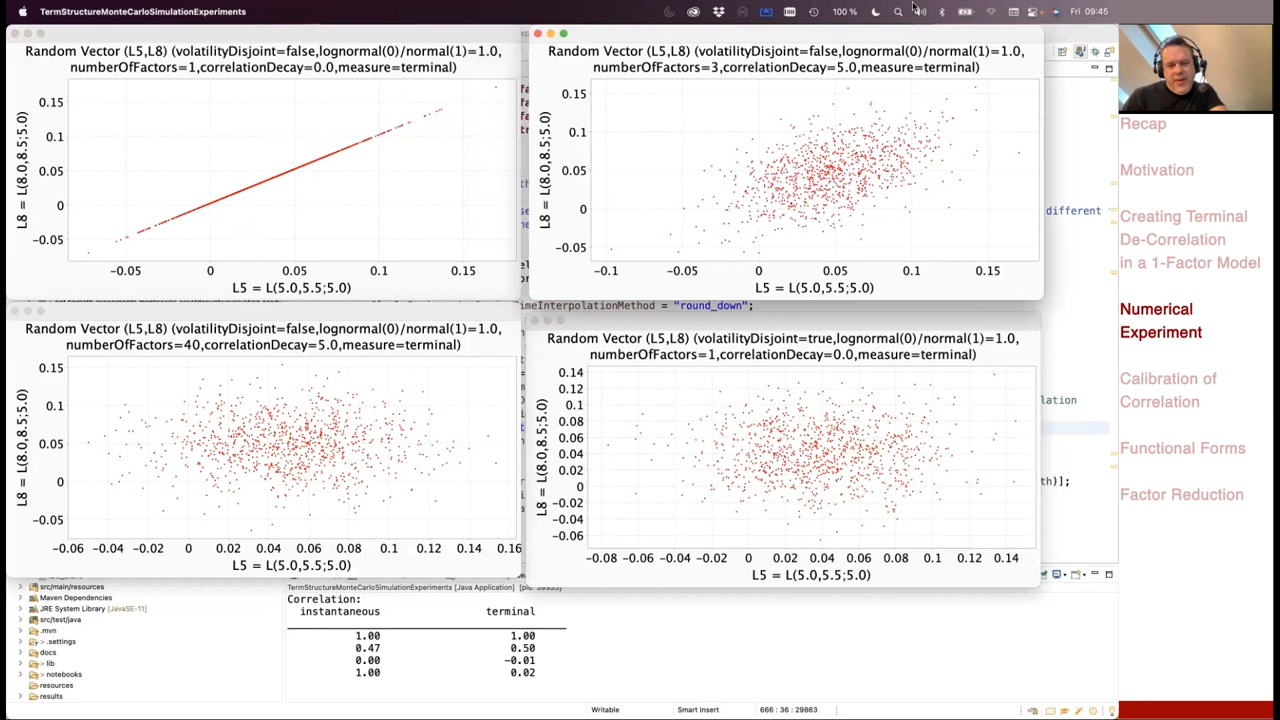 TermStructureMonteCarloSimulationExperiments
100 %
Fri 09:45
Random Vector (L5,L8) (volatilityDisjoint=false,lognormal(0)/normal(1)=1.0,
numberOfFactors=1,correlationDecay=0.0,measure=terminal)
L8 = L(8.0,8.5;5.0)
0.15
0.1
0.05
0
−0.05
−0.05
0
0.05
0.1
0.15
L5 = L(5.0,5.5;5.0)
Random Vector (L5,L8) (volatilityDisjoint=false,lognormal(0)/normal(1)=1.0,
numberOfFactors=3,correlationDecay=5.0,measure=terminal)
L8 = L(8.0,8.5;5.0)
0.15
0.1
0.05
0
−0.05
−0.1
−0.05
0
0.05
0.1
0.15
L5 = L(5.0,5.5;5.0)
different
TimeInterpolationMethod = "round_down";
Random Vector (L5,L8) (volatilityDisjoint=false,lognormal(0)/normal(1)=1.0,
numberOfFactors=40,correlationDecay=5.0,measure=terminal)
L8 = L(8.0,8.5;5.0)
0.15
0.1
0.05
0
−0.05
−0.06
−0.04
−0.02
0
0.02
0.04
0.06
0.08
0.1
0.12
0.14
0.16
L5 = L(5.0,5.5;5.0)
Random Vector (L5,L8) (volatilityDisjoint=true,lognormal(0)/normal(1)=1.0,
numberOfFactors=1,correlationDecay=0.0,measure=terminal)
L8 = L(8.0,8.5;5.0)
0.14
0.12
0.1
0.08
0.06
0.04
0.02
0
−0.02
−0.04
−0.06
−0.08
−0.06
−0.04
−0.02
0
0.02
0.04
0.06
0.08
0.1
0.12
0.14
L5 = L(5.0,5.5;5.0)
lation
th)];
Recap
Motivation
Creating Terminal
De-Correlation
in a 1-Factor Model
Numerical
Experiment
Calibration of
Correlation
Functional Forms
Factor Reduction
src/main/resources
Maven Dependencies
JRE System Library [JavaSE-11]
src/test/java
.mvn
> .settings
docs
> lib
> notebooks
resources
results
TermStructureMonteCarloSimulationExperiments [Java Application]
Correlation:
instantaneous terminal
1.00 1.00
0.47 0.50
0.00 −0.01
1.00 0.02
Writable
Smart Insert
666 : 36 : 29863